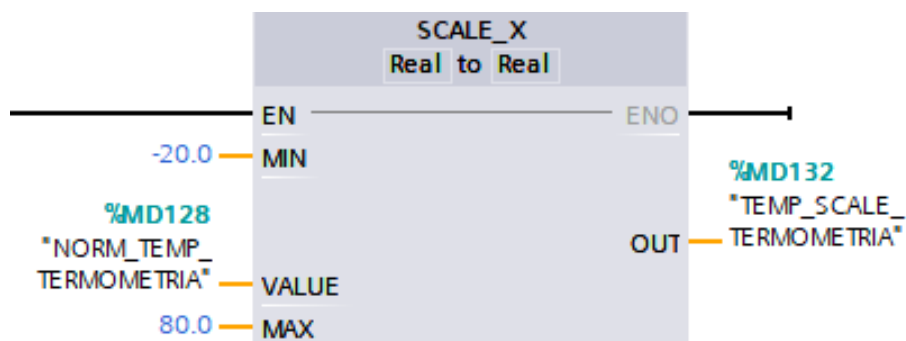 SCALE_X
Real to Real
EN
ENO
-20.0
MIN
%MD128
"NORM_TEMP_
TERMOMETRIA"
VALUE
80.0
MAX
%MD132
"TEMP_SCALE_
TERMOMETRIA"
OUT